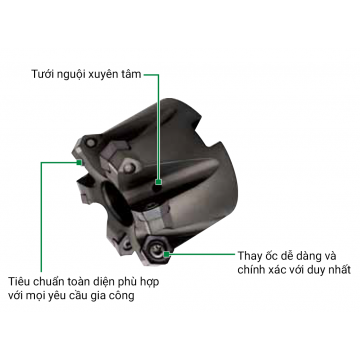 Tưới nguội xuyên tâm
Thay ốc dễ dàng và
chính xác với duy nhất
Tiêu chuẩn toàn diện phù hợp
với mọi yêu cầu gia công